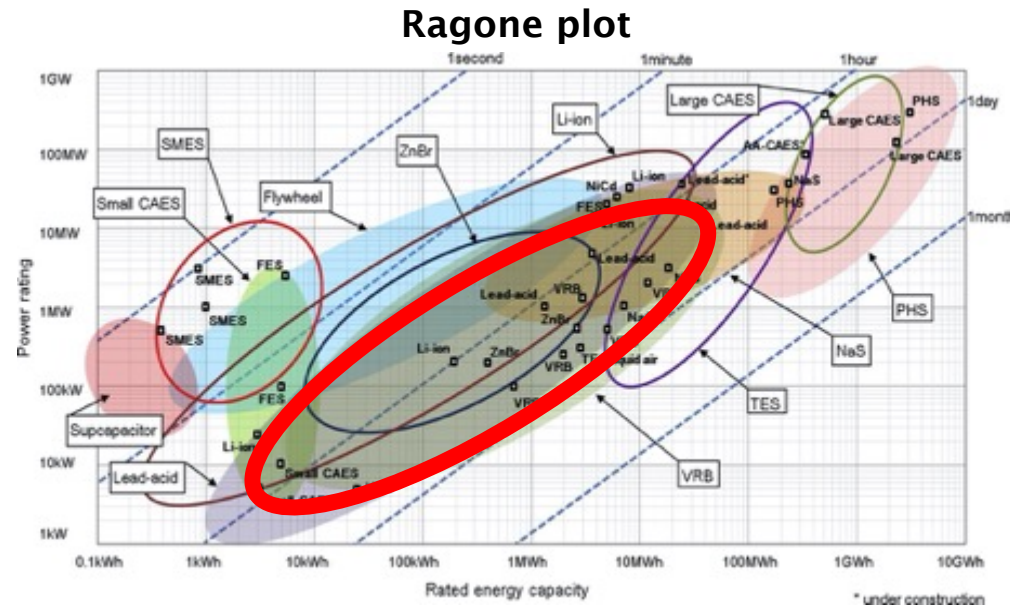 Ragone plot
1second
1minute
1hour
1GW
Large CAES
PHS
1day
Li-ion
Large CAES
SMES
ZnBr
AA-CAES*
100MW
Large CAES
Li-ion
Lead-acid*
NaS
NiCd
Flywheel
Small CAES
FES
PHS
Li-ion
Lead-acid
1month
10MW
Lead-acid
FES
SMES
Power rating
VRB
Lead-acid
1MW
SMES
PHS
ZnBr
SMES
NaS
Li-ion
ZnBr
VRB
liquid air
100kW
FES
TES
Supcapacitor
Li-ion
VRB
10kW
Small CAES
Lead-acid
1kW
0.1kWh
1kWh
10kWh
100kWh
1MWh
10MWh
100MWh
1GWh
10GWh
Rated energy capacity
* under construction